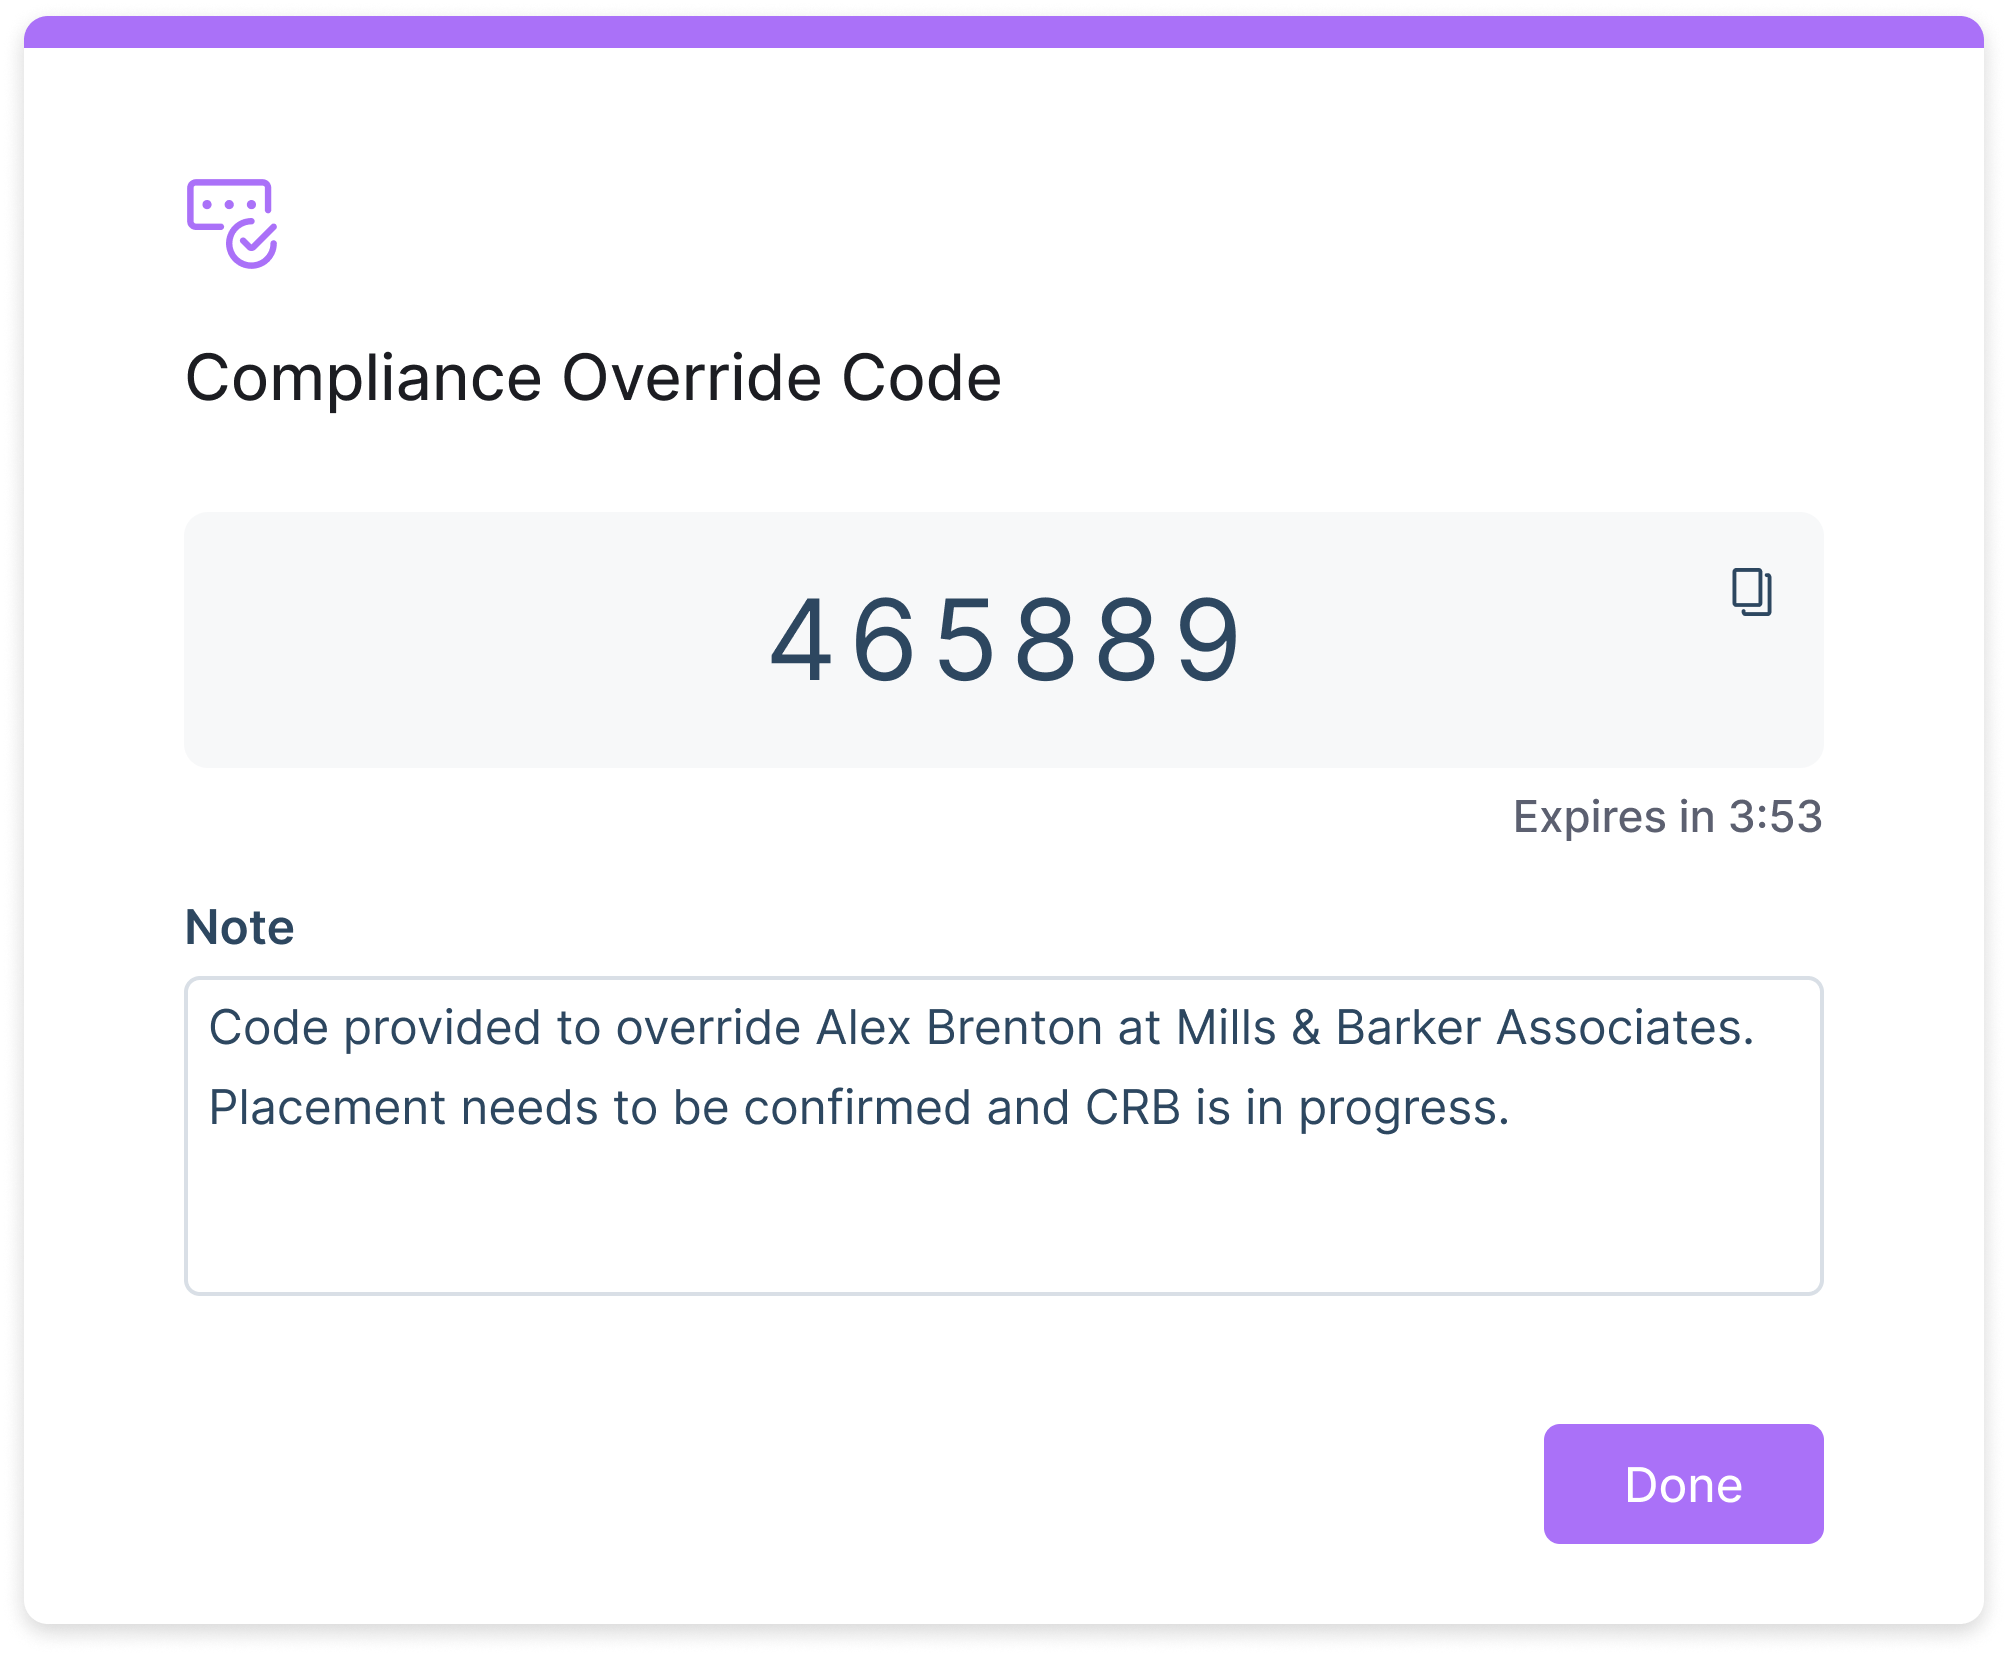 Compliance Override Code
465889
Expires in 3:53
Note
Code provided to override Alex Brenton at Mills & Barker Associates.
Placement needs to be confirmed and CRB is in progress.
Done